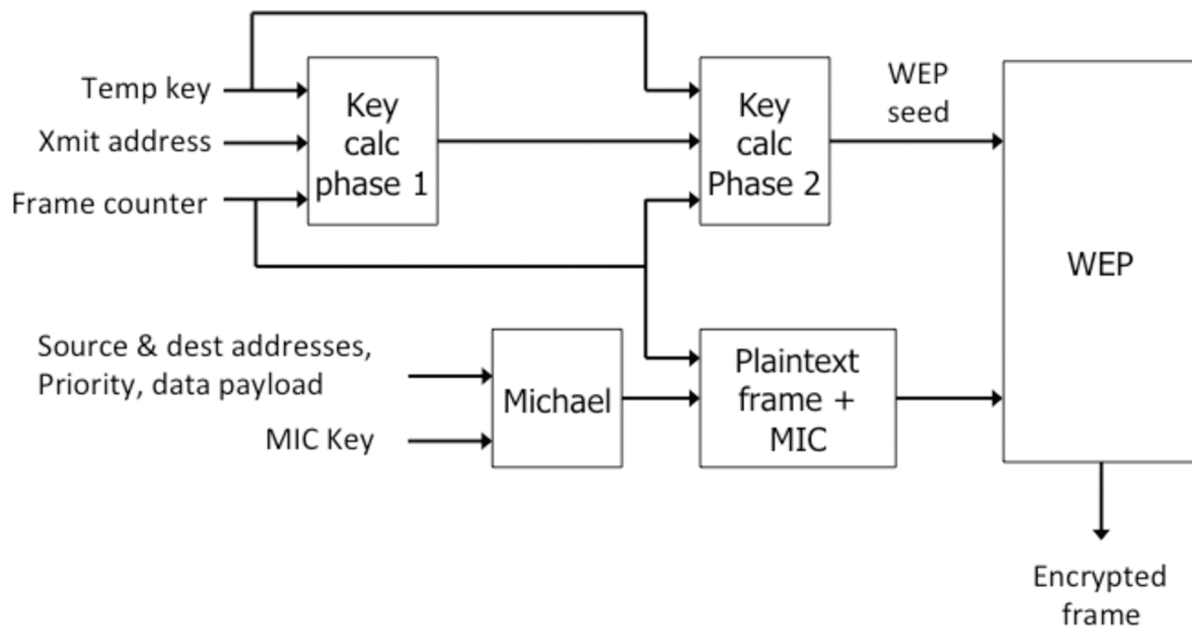 Temp key
Xmit address
Frame counter
Key
calc
phase 1
Key
calc
Phase 2
WEP
seed
WEP
Source & dest addresses,
Priority, data payload
MIC Key
Michael
Plaintext
frame +
MIC
Encrypted
frame